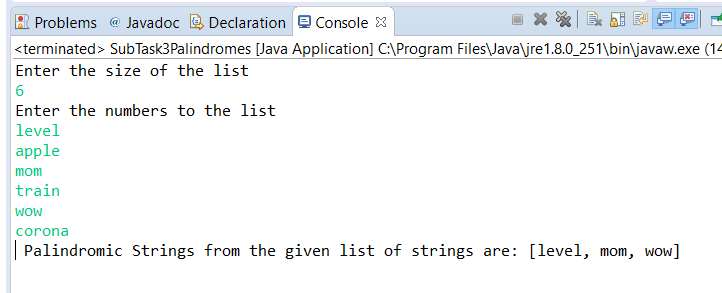 Problems @ Javadoc Declaration Console
<terminated> SubTask3Palindromes [Java Application] C:\Program Files\Java\jre1.8.0_251\bin\javaw.exe (14
Enter the size of the list
6
Enter the numbers to the list
level
apple
mom
train
wow
corona
Palindromic Strings from the given list of strings are: [level, mom, wow]